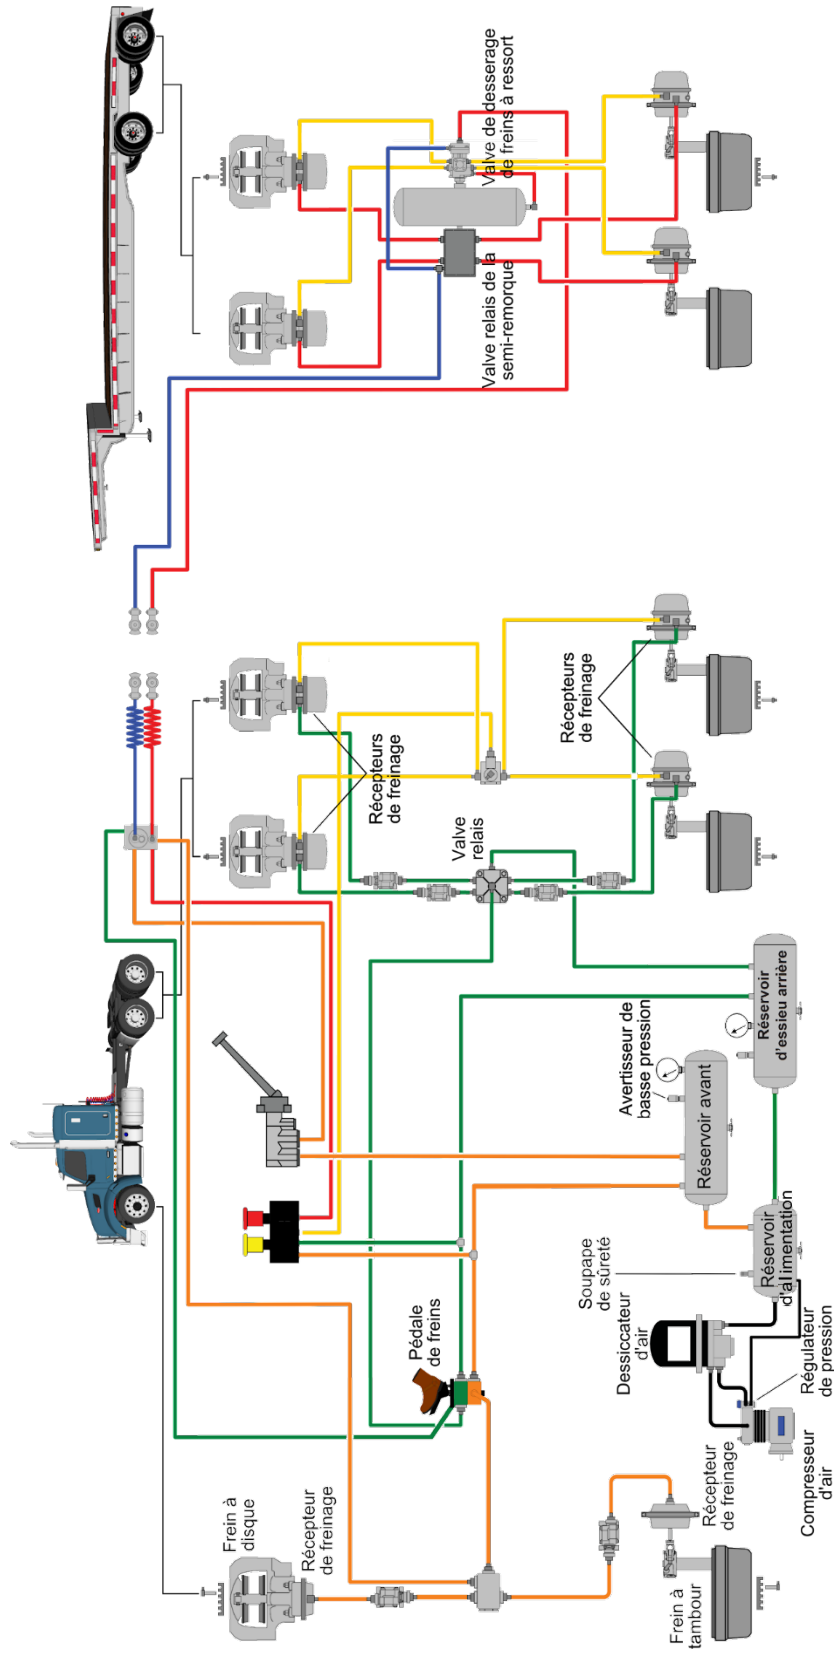 Frein à
disque
Récepteur
de freinage
Pédale
de freins
Récepteurs
de freinage
Valve
relais
Récepteurs
de freinage
Valve relais de la
semi-remorque
Valve de desserage
de freins à ressort
Frein à
tambour
Récepteur
de freinage
Compresseur
d'air
Régulateur
de pression
Dessiccateur
d'air
Soupape
de sûreté
Réservoir
d'alimentation
Réservoir avant
Avertisseur de
basse pression
Réservoir
d'essieu arrière